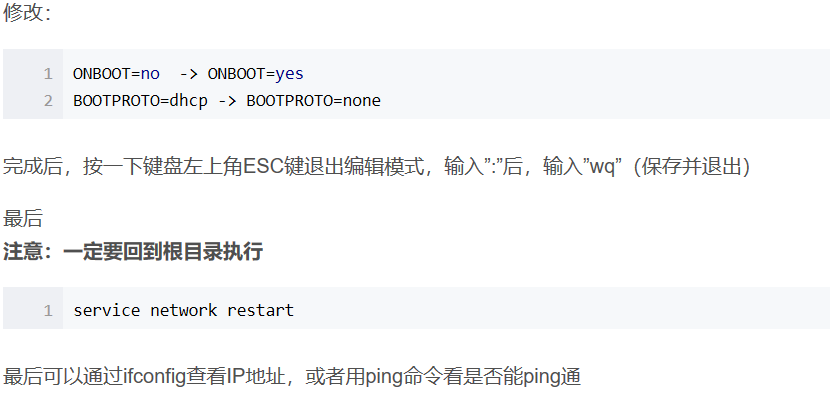 修改：
1 ONBOOT=no  -> ONBOOT=yes
2 BOOTPROTO=dhcp -> BOOTPROTO=none
完成后，按一下键盘左上角ESC键退出编辑模式，输入”:”后，输入”wq”（保存并退出）
最后
注意：一定要回到根目录执行
1 service network restart
最后可以通过ifconfig查看IP地址，或者用ping命令看是否能ping通